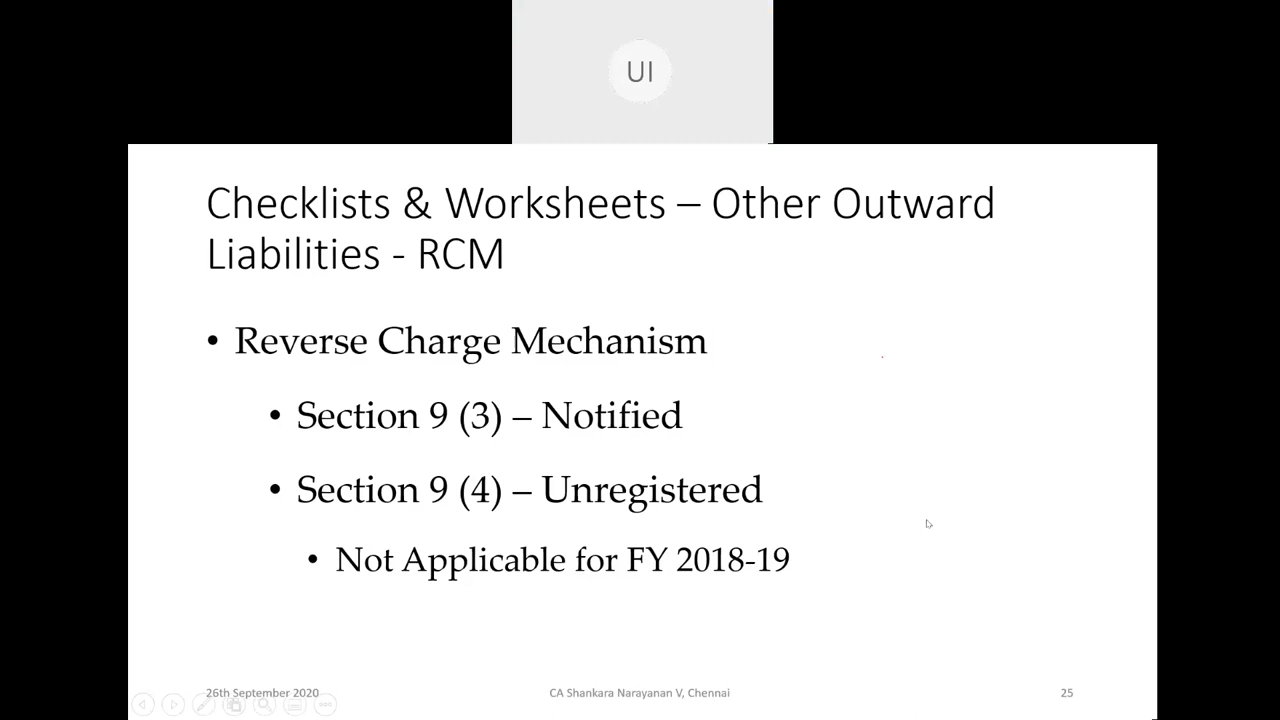 UI
Checklists & Worksheets – Other Outward
Liabilities - RCM
• Reverse Charge Mechanism
• Section 9 (3) – Notified
• Section 9 (4) – Unregistered
• Not Applicable for FY 2018-19
26th September 2020
CA Shankara Narayanan V, Chennai
25